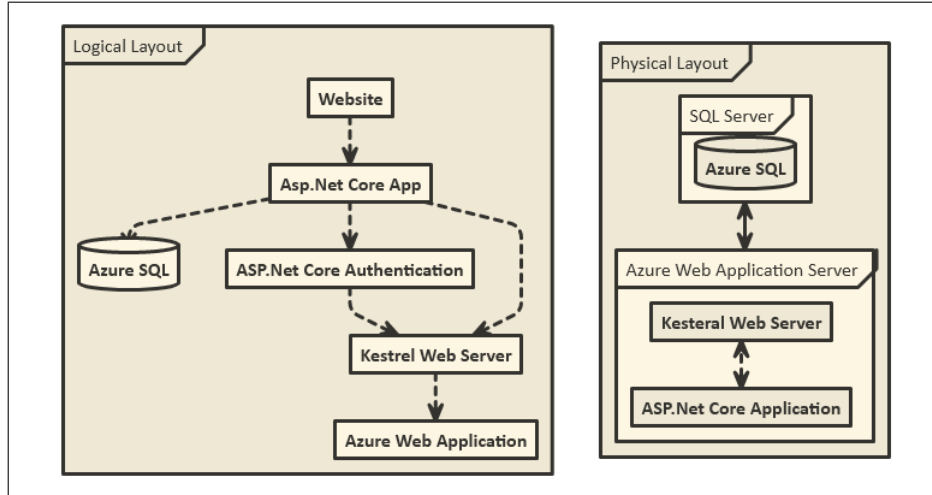 Logical Layout
Website
Asp.Net Core App
Azure SQL
ASP.Net Core Authentication
Kestrel Web Server
Azure Web Application
Physical Layout
SQL Server
Azure SQL
Azure Web Application Server
Kesteral Web Server
ASP.Net Core Application